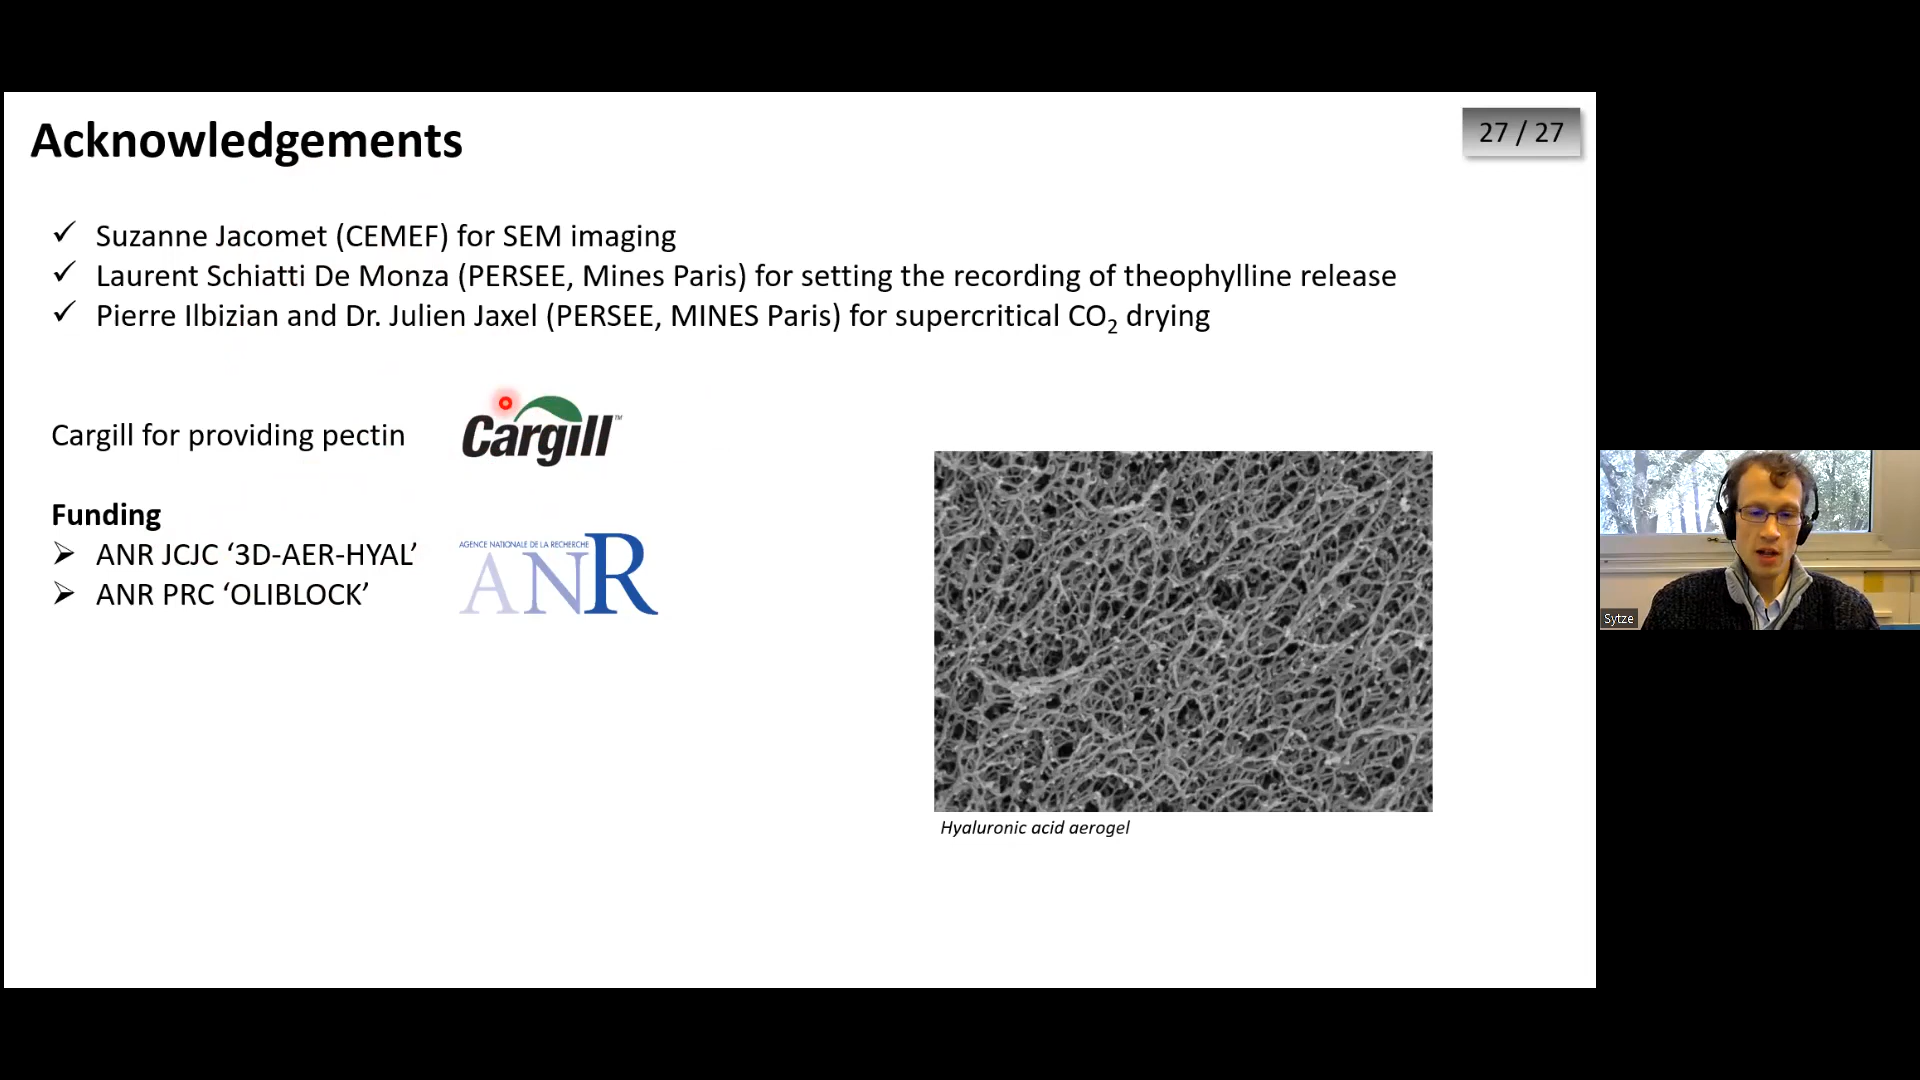 Acknowledgements
27 / 27
✓ Suzanne Jacomet (CEMEF) for SEM imaging
✓ Laurent Schiatti De Monza (PERSEE, Mines Paris) for setting the recording of theophylline release
✓ Pierre Ilbizian and Dr. Julien Jaxel (PERSEE, MINES Paris) for supercritical CO₂ drying
Cargill for providing pectin
Cargill™
Funding
➢ ANR JCJC ‘3D-AER-HYAL’
➢ ANR PRC ‘OLIBLOCK’
AGENCE NATIONALE DE LA RECHERCHE
ANR
Hyaluronic acid aerogel
Sytze